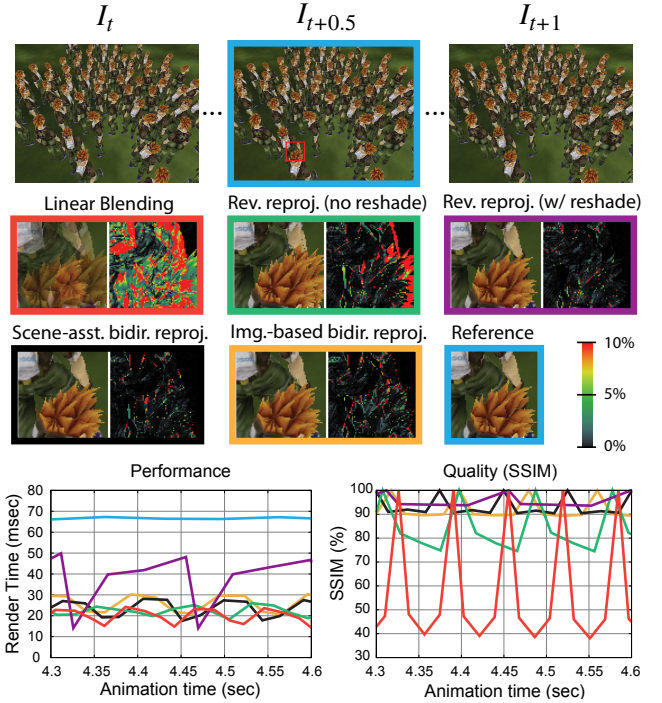 I_t
I_{t+0.5}
I_{t+1}
... ...
Linear Blending
Rev. reproj. (no reshade)
Rev. reproj. (w/ reshade)
Scene-asst. bidir. reproj.
Img.-based bidir. reproj.
Reference
10%
5%
0%
Performance
Render Time (msec)
80
70
60
50
40
30
20
10
0
4.3 4.35 4.4 4.45 4.5 4.55 4.6
Animation time (sec)
Quality (SSIM)
SSIM (%)
100
90
80
70
60
50
40
30
4.3 4.35 4.4 4.45 4.5 4.55 4.6
Animation time (sec)